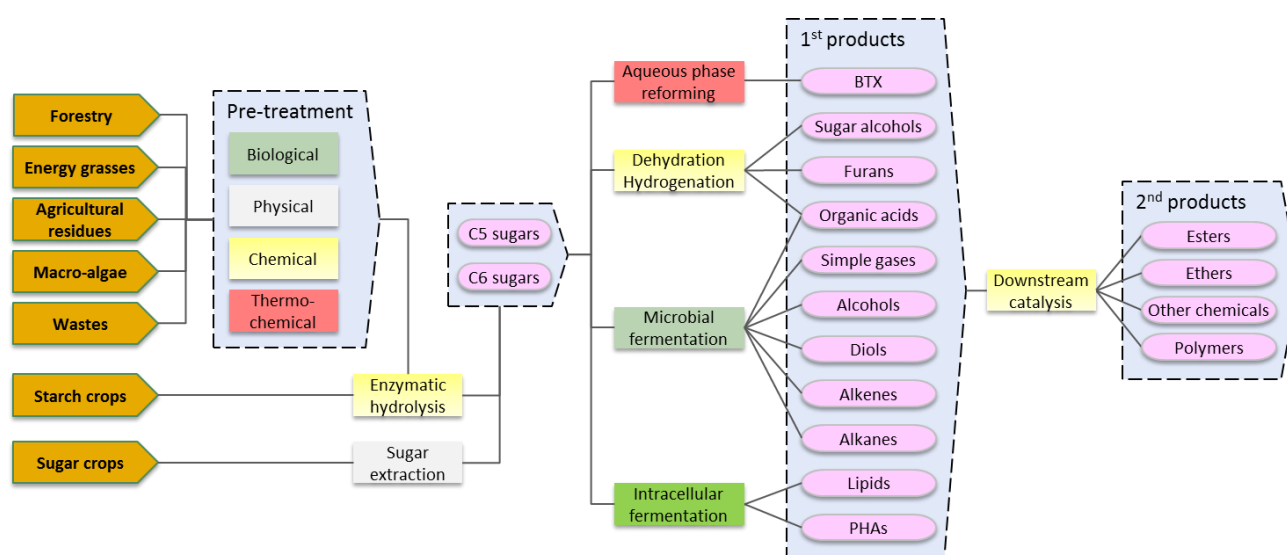 Forestry
Energy grasses
Agricultural
residues
Macro-algae
Wastes
Starch crops
Sugar crops
Pre-treatment
Biological
Physical
Chemical
Thermo-
chemical
Enzymatic
hydrolysis
Sugar
extraction
C5 sugars
C6 sugars
Aqueous phase
reforming
Dehydration
Hydrogenation
Microbial
fermentation
Intracellular
fermentation
1st products
BTX
Sugar alcohols
Furans
Organic acids
Simple gases
Alcohols
Diols
Alkenes
Alkanes
Lipids
PHAs
Downstream
catalysis
2nd products
Esters
Ethers
Other chemicals
Polymers